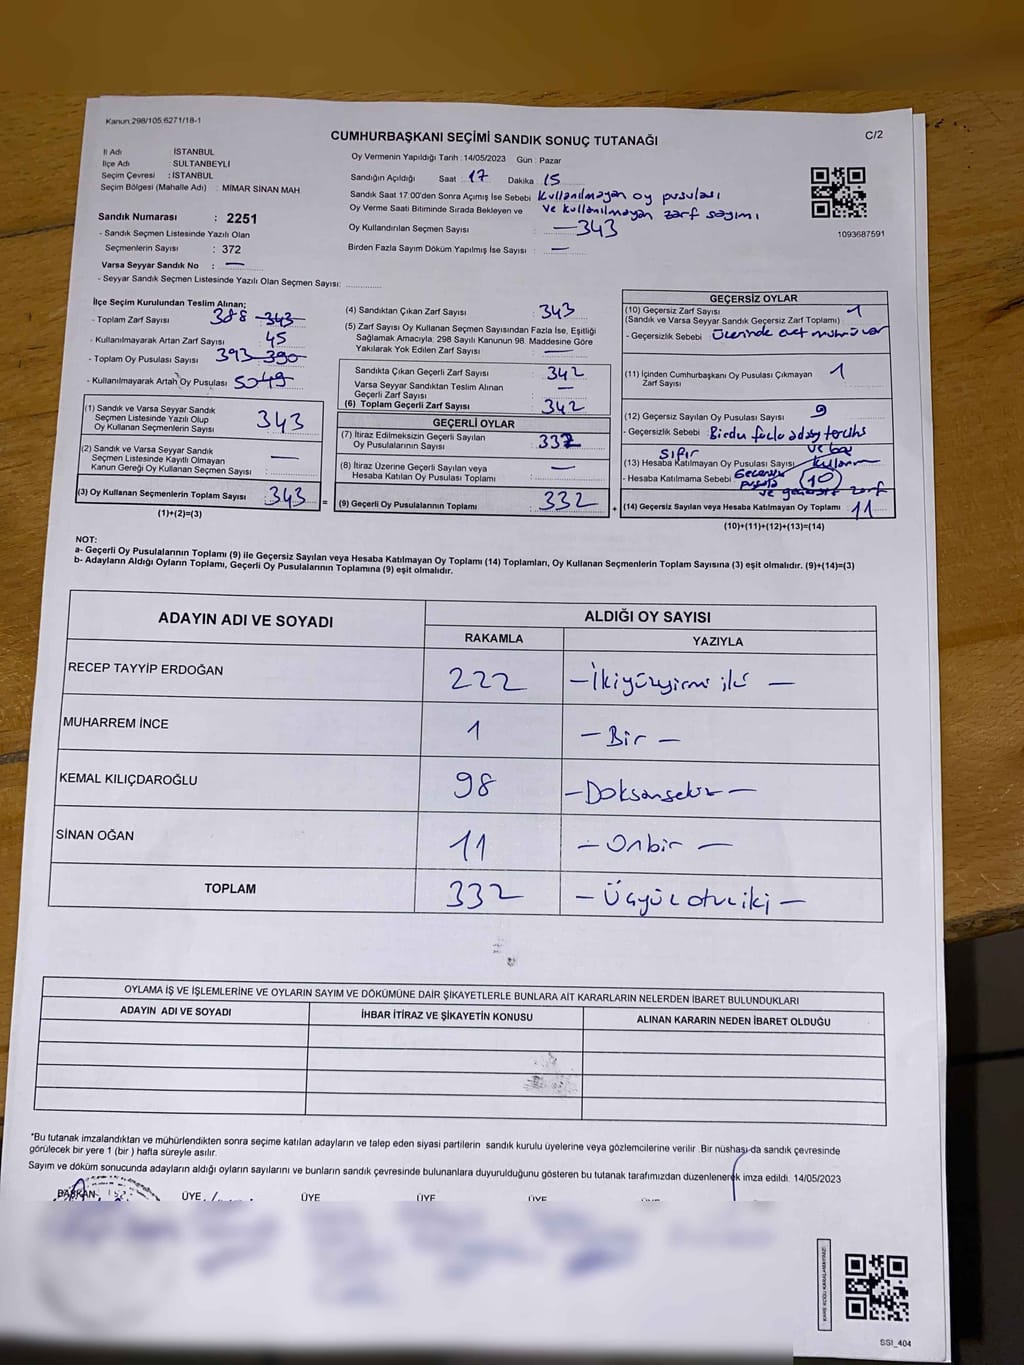 Kanun:298/105.6271/18-1
C/2
CUMHURBAŞKANI SEÇİMİ SANDIK SONUÇ TUTANAĞI
İl Adı : İSTANBUL
İlçe Adı : SULTANBEYLİ
Seçim Çevresi : İSTANBUL
Seçim Bölgesi (Mahalle Adı) : MİMAR SİNAN MAH
Sandık Numarası : 2251
- Sandık Seçmen Listesinde Yazılı Olan
Seçmenlerin Sayısı : 372
Varsa Seyyar Sandık No : —
- Seyyar Sandık Seçmen Listesinde Yazılı Olan Seçmen Sayısı:
Oy Vermenin Yapıldığı Tarih : 14/05/2023 Gün : Pazar
Sandığın Açıldığı Saat 17 Dakika 15
Sandık Saat 17:00'den Sonra Açımış İse Sebebi Kullanılmayan oy pusulası
Oy Verme Saati Bitiminde Sırada Bekleyen ve ve kullanılmayan zarf sayımı
Oy Kullandırılan Seçmen Sayısı —343
Birden Fazla Sayım Döküm Yapılmış İse Sayısı —
1093687591
İlçe Seçim Kurulundan Teslim Alınan;
- Toplam Zarf Sayısı 388 343
- Kullanılmayarak Artan Zarf Sayısı 45
- Toplam Oy Pusulası Sayısı 393 390
- Kullanılmayarak Artan Oy Pusulası Sayısı
(1) Sandık ve Varsa Seyyar Sandık
Seçmen Listesinde Yazılı Olup
Oy Kullanan Seçmenlerin Sayısı 343
(2) Sandık ve Varsa Seyyar Sandık
Seçmen Listesinde Kayıtlı Olmayan
Kanun Gereği Oy Kullanan Seçmen Sayısı —
(3) Oy Kullanan Seçmenlerin Toplam Sayısı 343 =
(1)+(2)=(3)
(4) Sandıktan Çıkan Zarf Sayısı 343
(5) Zarf Sayısı Oy Kullanan Seçmen Sayısından Fazla İse, Eşitliği
Sağlamak Amacıyla, 298 Sayılı Kanunun 98. Maddesine Göre
Yakılarak Yok Edilen Zarf Sayısı —
Sandıkta Çıkan Geçerli Zarf Sayısı 342
Varsa Seyyar Sandıktan Teslim Alınan
Geçerli Zarf Sayısı —
(6) Toplam Geçerli Zarf Sayısı 342
GEÇERLİ OYLAR
(7) İtiraz Edilmeksizin Geçerli Sayılan
Oy Pusulalarının Sayısı 332
(8) İtiraz Üzerine Geçerli Sayılan veya
Hesaba Katılan Oy Pusulası Toplamı —
(9) Geçerli Oy Pusulalarının Toplamı 332 +
GEÇERSİZ OYLAR
(10) Geçersiz Zarf Sayısı 1
(Sandık ve Varsa Seyyar Sandık Geçersiz Zarf Toplamı)
- Geçersizlik Sebebi Üzerinde evet mühürü var
(11) İçinden Cumhurbaşkanı Oy Pusulası Çıkmayan
Zarf Sayısı 1
(12) Geçersiz Sayılan Oy Pusulası Sayısı 9
- Geçersizlik Sebebi Birden fazla aday tercihi
(13) Hesaba Katılmayan Oy Pusulası Sayısı sıfır
- Hesaba Katılmama Sebebi Geçersiz pusula 10
ve geçersiz zarf
(14) Geçersiz Sayılan veya Hesaba Katılmayan Oy Toplamı 11
(10)+(11)+(12)+(13)=(14)
NOT:
a- Geçerli Oy Pusulalarının Toplamı (9) ile Geçersiz Sayılan veya Hesaba Katılmayan Oy Toplamı (14) Toplamları, Oy Kullanan Seçmenlerin Toplam Sayısına (3) eşit olmalıdır. (9)+(14)=(3)
b- Adayların Aldığı Oyların Toplamı, Geçerli Oy Pusulalarının Toplamına (9) eşit olmalıdır.
ADAYIN ADI VE SOYADI ALDIĞI OY SAYISI
RAKAMLA YAZIYLA
RECEP TAYYİP ERDOĞAN 222 —İkiyüzyirmi iki —
MUHARREM İNCE 1 — Bir —
KEMAL KILIÇDAROĞLU 98 —Doksansekiz —
SİNAN OĞAN 11 — Onbir —
TOPLAM 332 — Üçyüz otuziki —
OYLAMA İŞ VE İŞLEMLERİNE VE OYLARIN SAYIM VE DÖKÜMÜNE DAİR ŞİKAYETLERLE BUNLARA AİT KARARLARIN NELERDEN İBARET BULUNDUKLARI
ADAYIN ADI VE SOYADI İHBAR İTİRAZ VE ŞİKAYETİN KONUSU ALINAN KARARIN NEDEN İBARET OLDUĞU
*Bu tutanak imzalandıktan ve mühürlendikten sonra seçime katılan adayların ve talep eden siyasi partilerin sandık kurulu üyelerine veya gözlemcilerine verilir .Bir nüshası da sandık çevresinde
görülecek bir yere 1 (bir ) hafta süreyle asılır.
Sayım ve döküm sonucunda adayların aldığı oyların sayılarını ve bunların sandık çevresinde bulunanlara duyurulduğunu gösteren bu tutanak tarafımızdan düzenlenerek imza edildi. 14/05/2023
BAŞKAN ÜYE ÜYE ÜYE ÜYE
KARE KODU KARALAMAYINIZ!
SSI_404